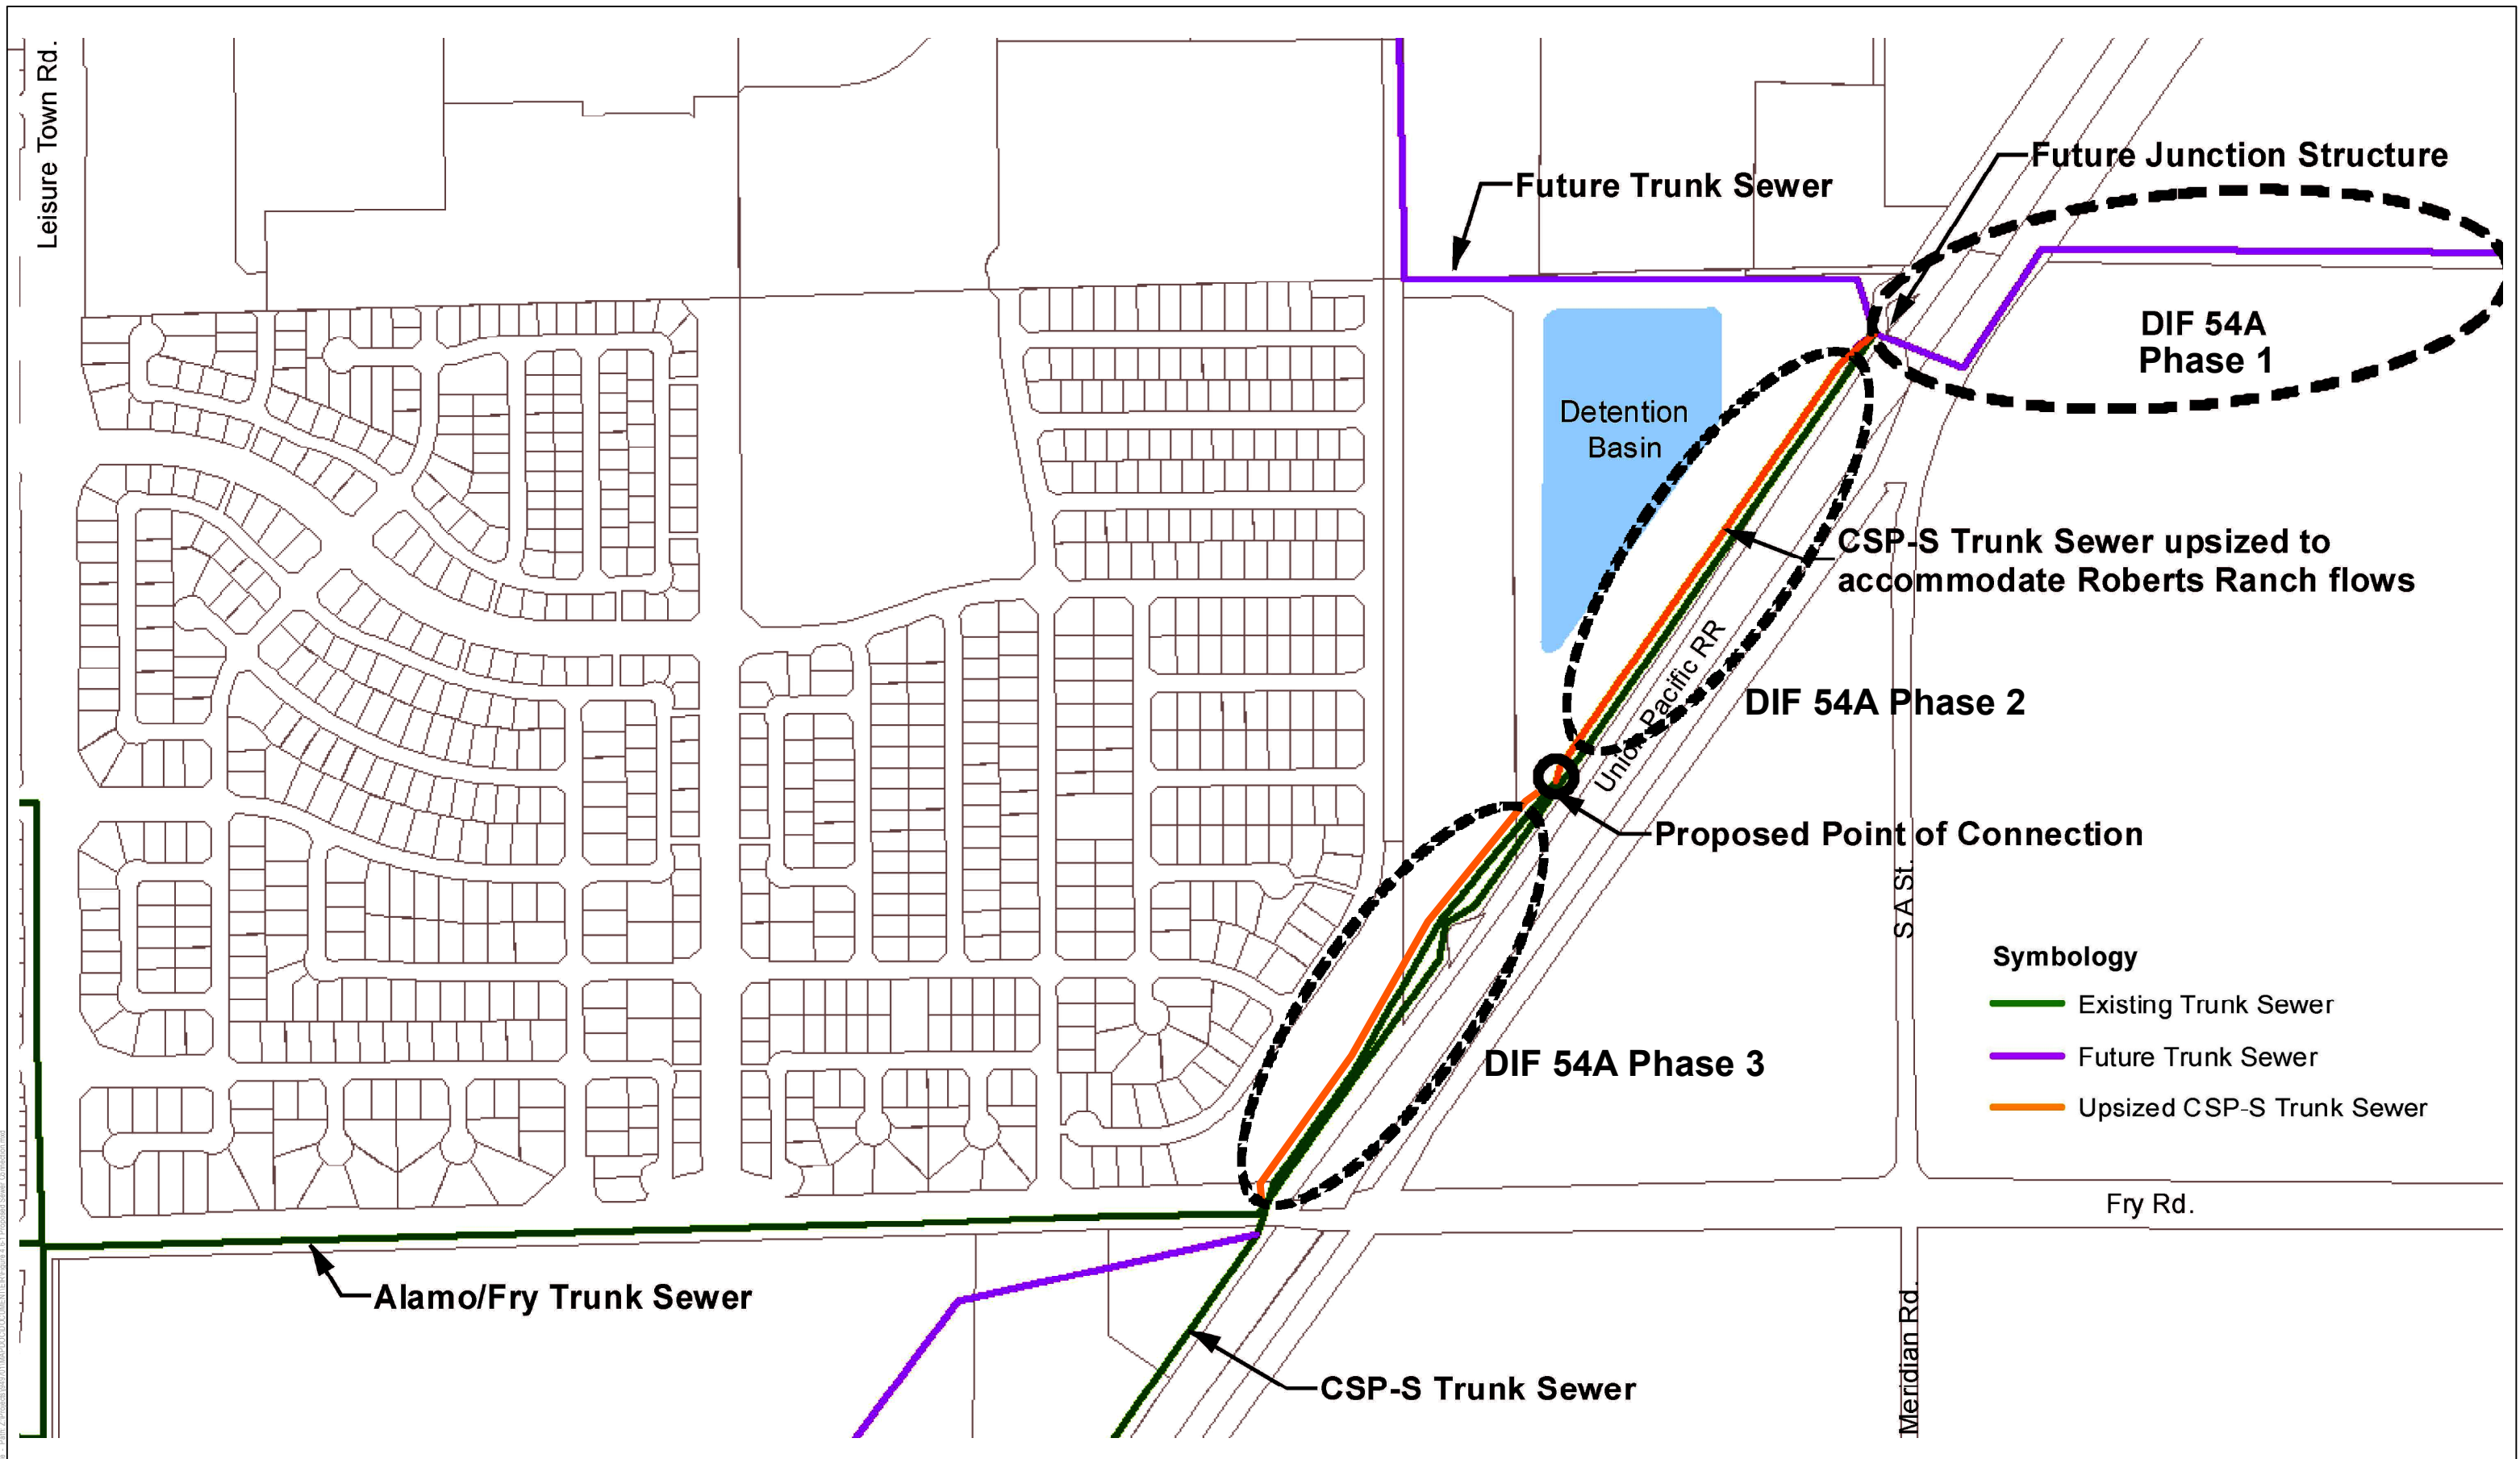 Leisure Town Rd.
Future Junction Structure
Future Trunk Sewer
DIF 54A
Phase 1
Detention
Basin
CSP-S Trunk Sewer upsized to
accommodate Roberts Ranch flows
Union Pacific RR
DIF 54A Phase 2
Proposed Point of Connection
S A St.
Symbology
Existing Trunk Sewer
Future Trunk Sewer
Upsized CSP-S Trunk Sewer
DIF 54A Phase 3
Fry Rd.
Alamo/Fry Trunk Sewer
Meridian Rd.
CSP-S Trunk Sewer